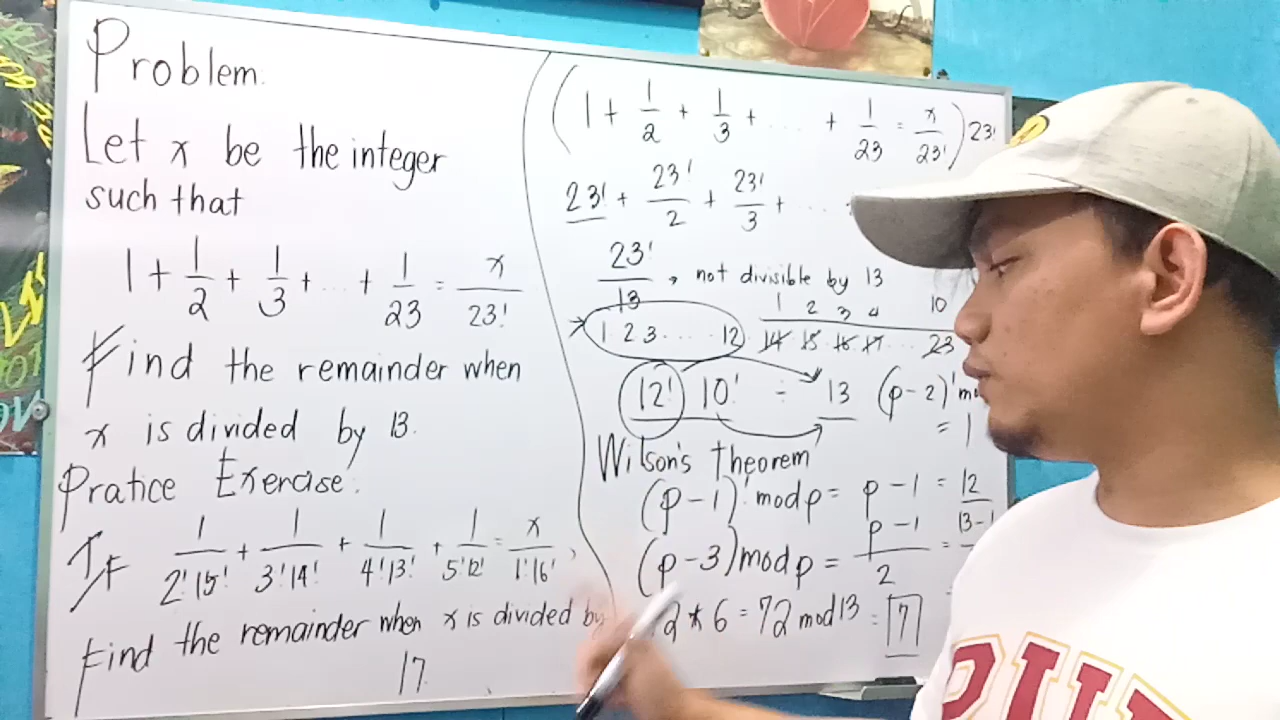 Problem.
Let x be the integer
such that
1 + 1/2 + 1/3 + ... + 1/23 = x/23!
Find the remainder when
x is divided by 13.
Pratice Exercise.
If 1/2!15! + 1/3!14! + 1/4!13! + 1/5!12! = x/1!16!,
Find the remainder when x is divided by
17.
(1 + 1/2 + 1/3 + .... + 1/23 = x/23!) 23!
23! + 23!/2 + 23!/3 + ....
23!/13, not divisible by 13
1 2 3 4 10
1 2 3 .... 12 14 15 16 17 ... 23
12! 10! ÷ 13 (p-2)!
= 1
Wilson's Theorem
(p-1)! mod p = p-1 = 12
(p-3)! mod p = p-1/2 = 13-1
* 6 = 72 mod 13 = 7